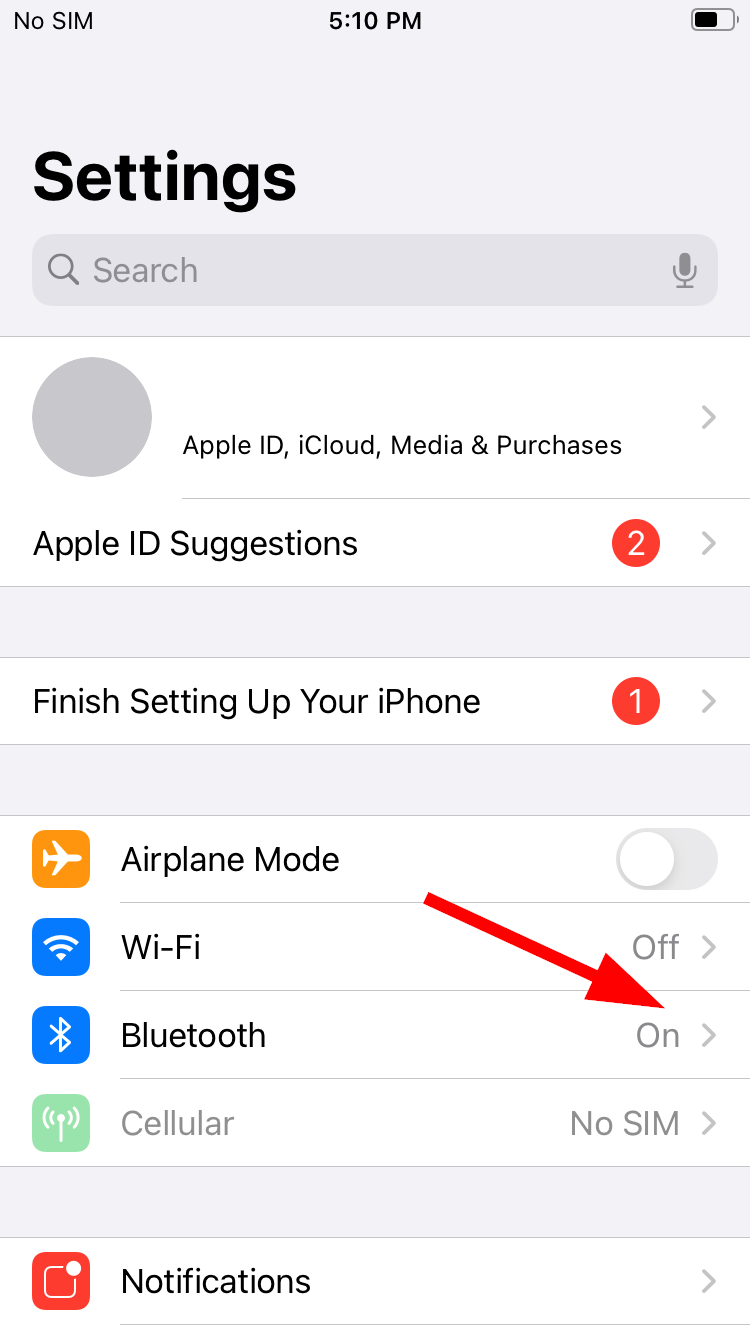 No SIM 5:10 PM
Settings
Search
Apple ID, iCloud, Media & Purchases
Apple ID Suggestions 2
Finish Setting Up Your iPhone 1
Airplane Mode
Wi-Fi Off
Bluetooth On
Cellular No SIM
Notifications